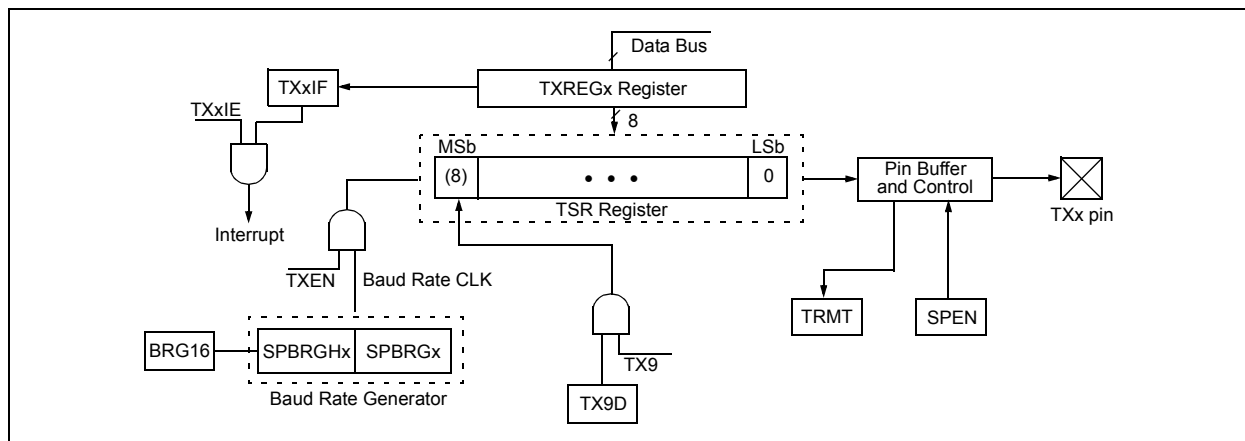 Data Bus
TXxIF
TXREGx Register
TXxIE
8
MSb
LSb
(8)
• • •
0
Pin Buffer
and Control
TSR Register
TXx pin
Interrupt
TXEN
Baud Rate CLK
TRMT
SPEN
BRG16
SPBRGHx
SPBRGx
TX9
Baud Rate Generator
TX9D